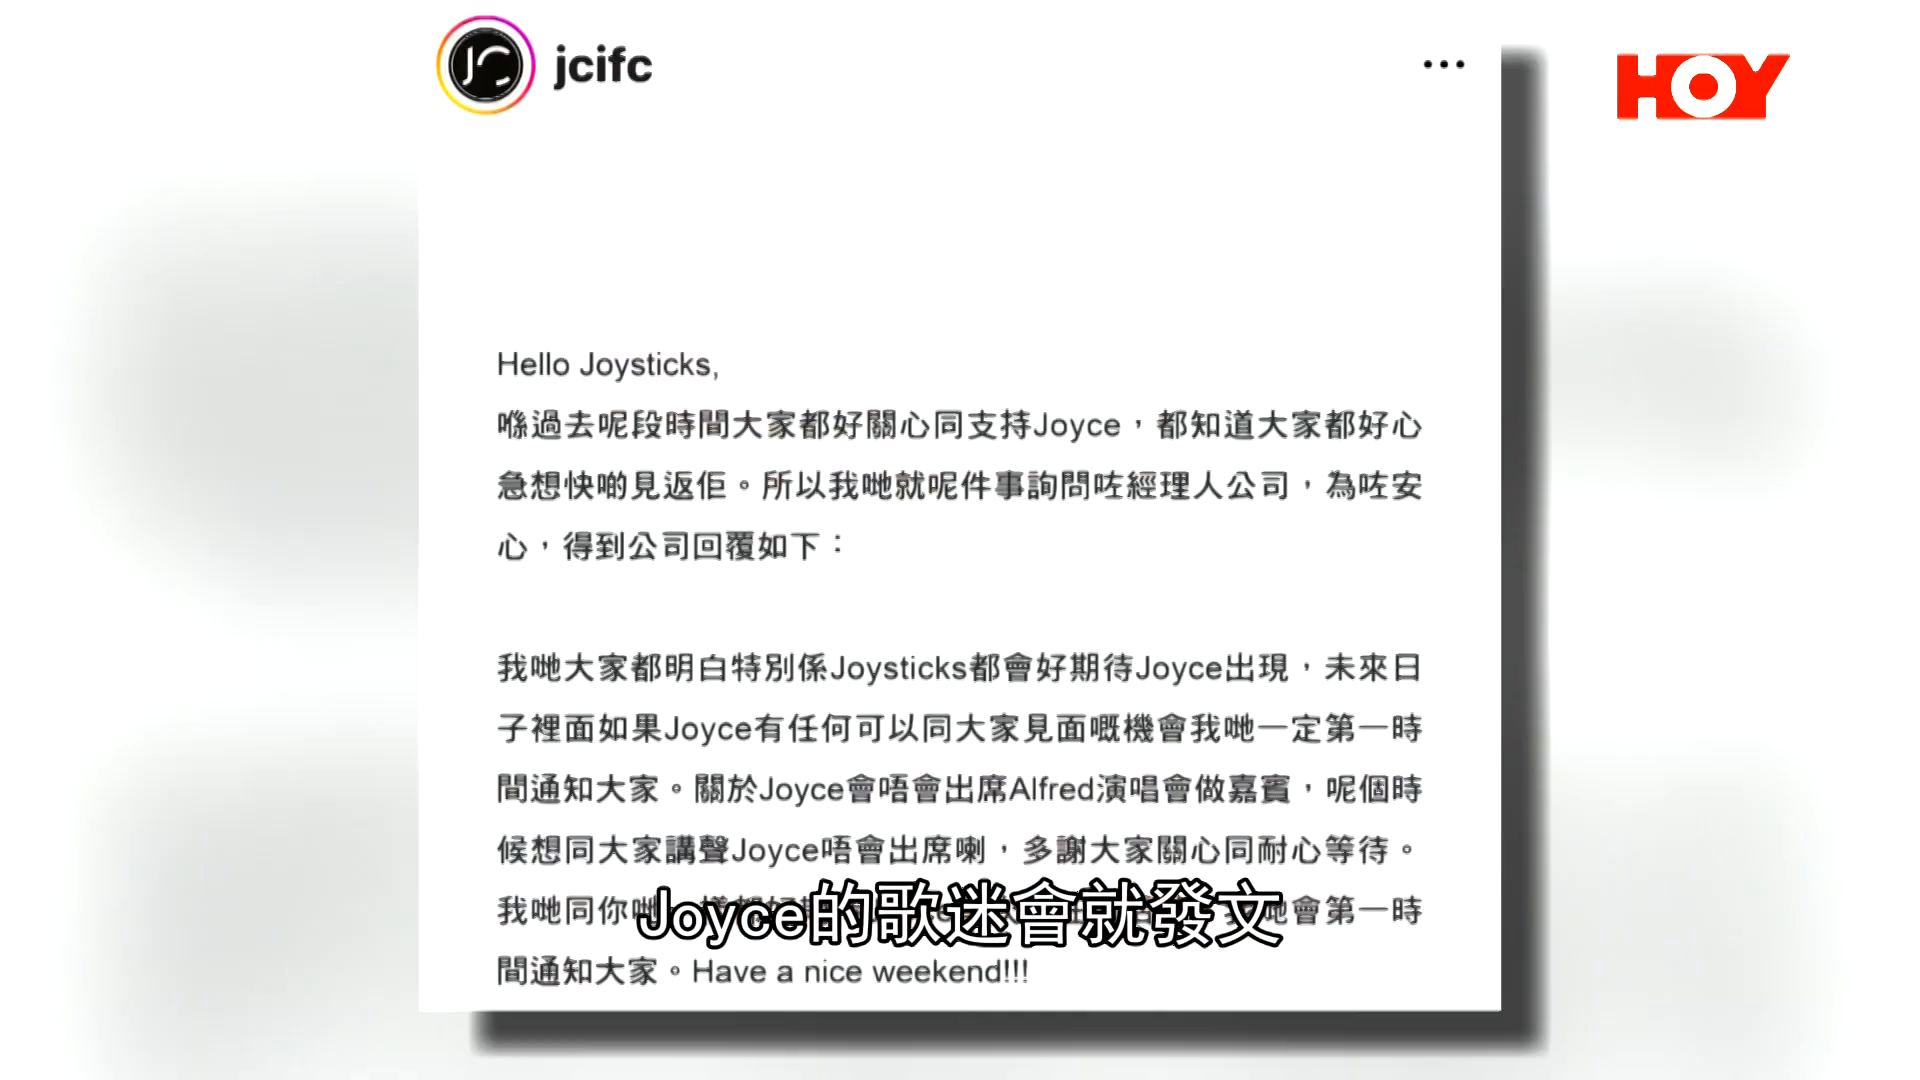 JC
jcifc
HOY
Hello Joysticks,
喺過去呢段時間大家都好關心同支持Joyce，都知道大家都好心
急想快啲見返佢。所以我哋就呢件事詢問咗經理人公司，為咗安
心，得到公司回覆如下：
我哋大家都明白特別係Joysticks都會好期待Joyce出現，未來日
子裡面如果Joyce有任何可以同大家見面嘅機會我哋一定第一時
間通知大家。關於Joyce會唔會出席Alfred演唱會做嘉賓，呢個時
候想同大家講聲Joyce唔會出席喇，多謝大家關心同耐心等待。
我哋同你哋 哋會第一時
Joyce的歌迷會就發文
間通知大家。Have a nice weekend!!!